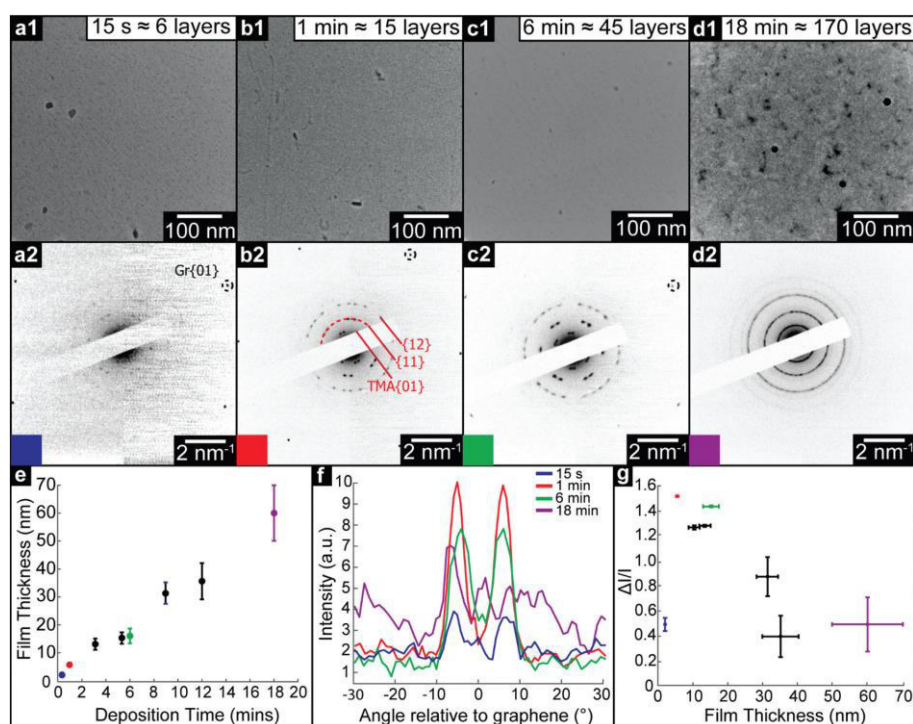 a1 15 s ≈ 6 layers
b1 1 min ≈ 15 layers
c1 6 min ≈ 45 layers
d1 18 min ≈ 170 layers
100 nm
100 nm
100 nm
100 nm
a2
Gr{01}
b2
c2
d2
{12}
{11}
TMA{01}
2 nm⁻¹
2 nm⁻¹
2 nm⁻¹
2 nm⁻¹
e
70
60
50
40
30
20
10
0
Film Thickness (nm)
0 2 4 6 8 10 12 14 16 18 20
Deposition Time (mins)
f
10
9
8
7
6
5
4
3
2
1
Intensity (a.u.)
15 s
1 min
6 min
18 min
-30 -20 -10 0 10 20 30
Angle relative to graphene (°)
g
1.6
1.4
1.2
1.0
0.8
0.6
0.4
0.2
0
ΔI/I
0 10 20 30 40 50 60 70
Film Thickness (nm)